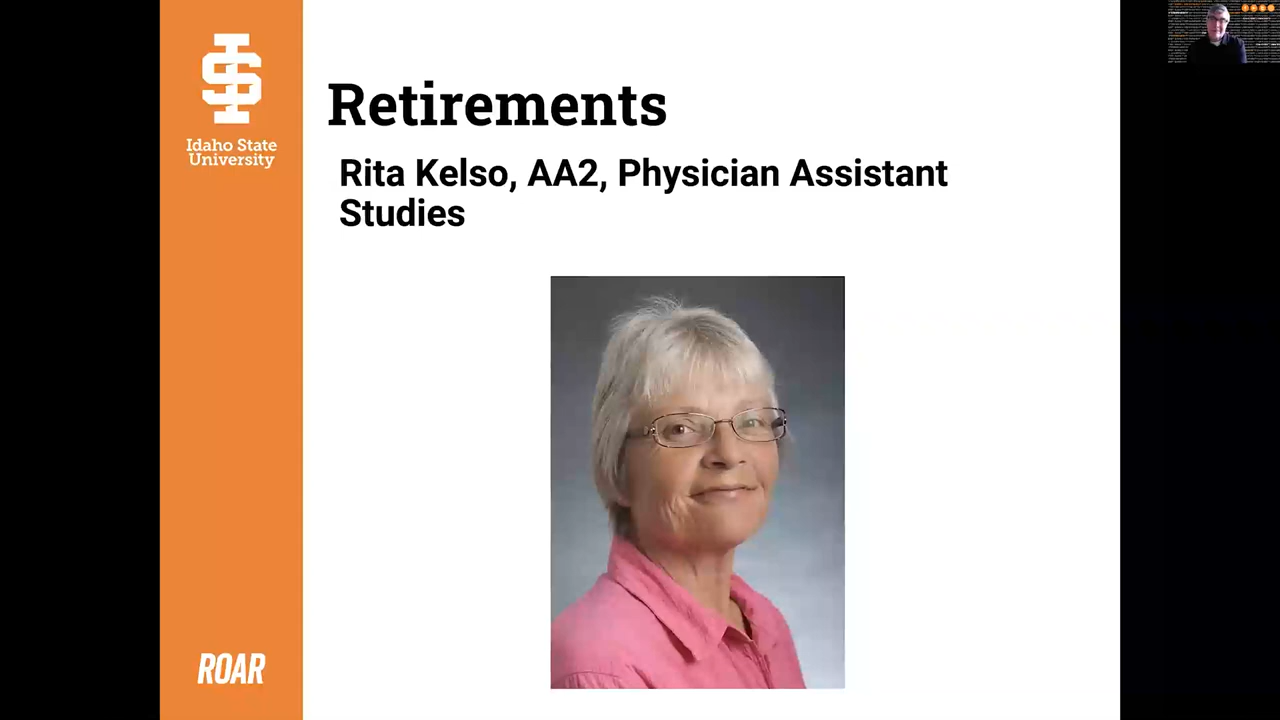 Idaho State
University
Retirements
Rita Kelso, AA2, Physician Assistant
Studies
ROAR